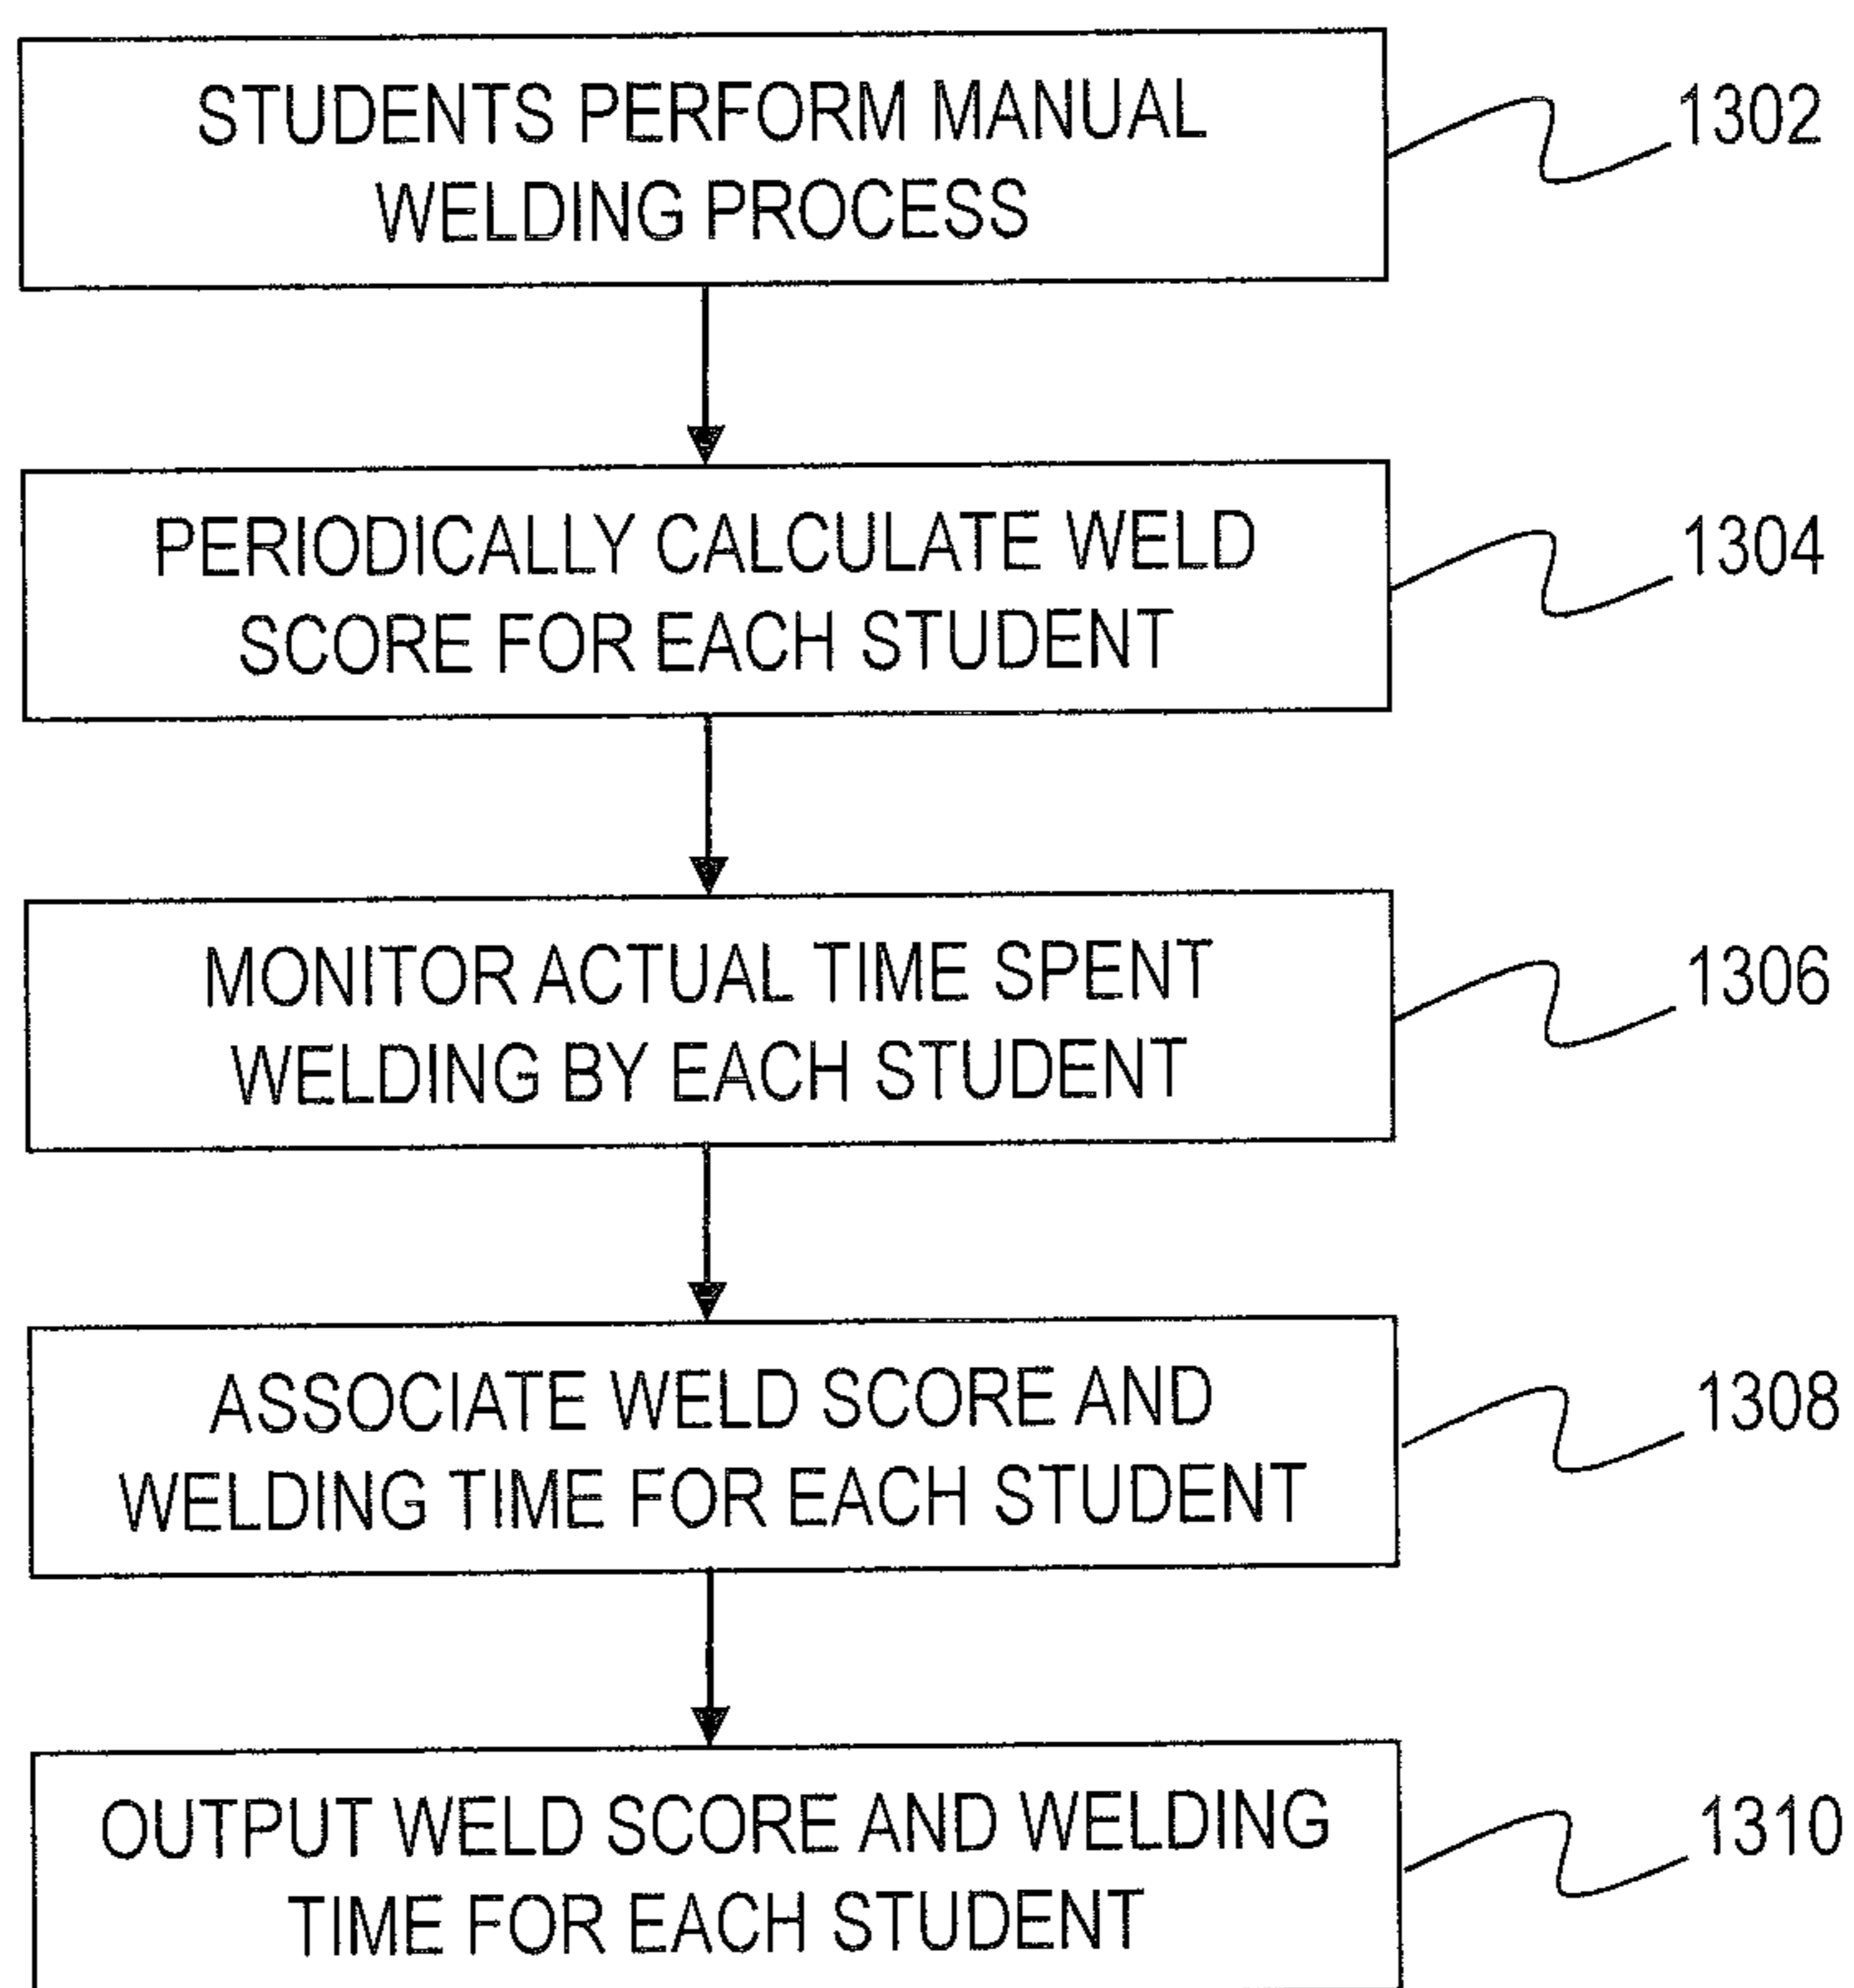 STUDENTS PERFORM MANUAL
WELDING PROCESS
1302
PERIODICALLY CALCULATE WELD
SCORE FOR EACH STUDENT
1304
MONITOR ACTUAL TIME SPENT
WELDING BY EACH STUDENT
1306
ASSOCIATE WELD SCORE AND
WELDING TIME FOR EACH STUDENT
1308
OUTPUT WELD SCORE AND WELDING
TIME FOR EACH STUDENT
1310